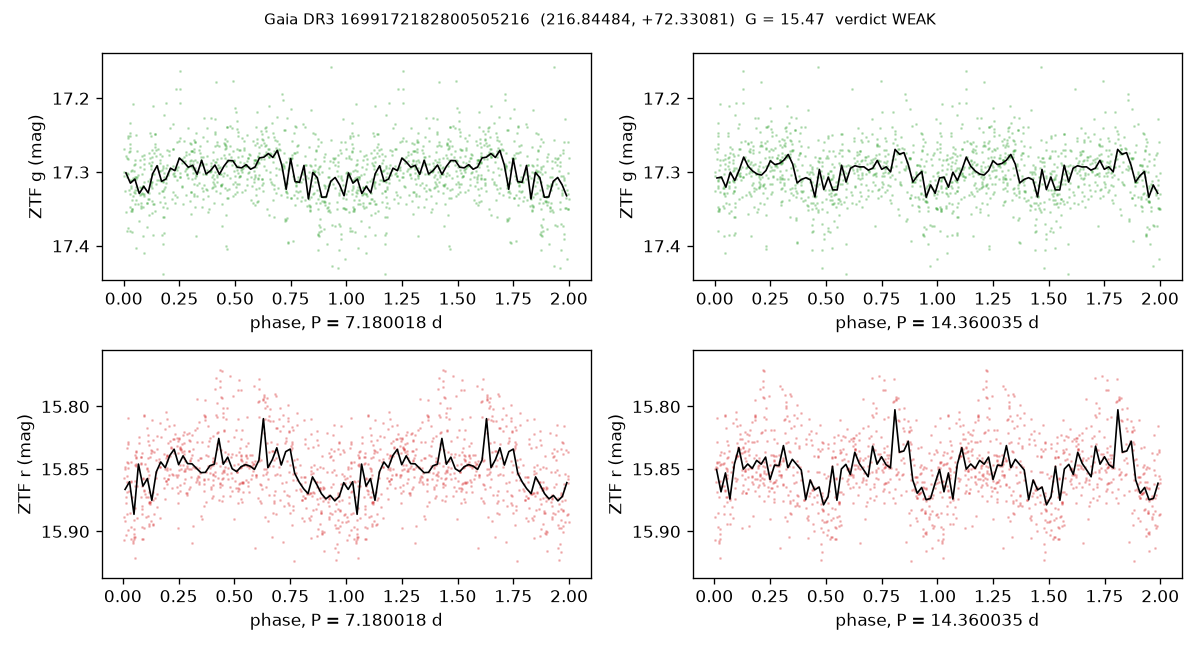 Gaia DR3 1699172182800505216  (216.84484, +72.33081)  G = 15.47  verdict WEAK
ZTF g (mag)
17.2
17.3
17.4
0.00 0.25 0.50 0.75 1.00 1.25 1.50 1.75 2.00
phase, P = 7.180018 d
ZTF g (mag)
17.2
17.3
17.4
0.00 0.25 0.50 0.75 1.00 1.25 1.50 1.75 2.00
phase, P = 14.360035 d
ZTF r (mag)
15.80
15.85
15.90
0.00 0.25 0.50 0.75 1.00 1.25 1.50 1.75 2.00
phase, P = 7.180018 d
ZTF r (mag)
15.80
15.85
15.90
0.00 0.25 0.50 0.75 1.00 1.25 1.50 1.75 2.00
phase, P = 14.360035 d